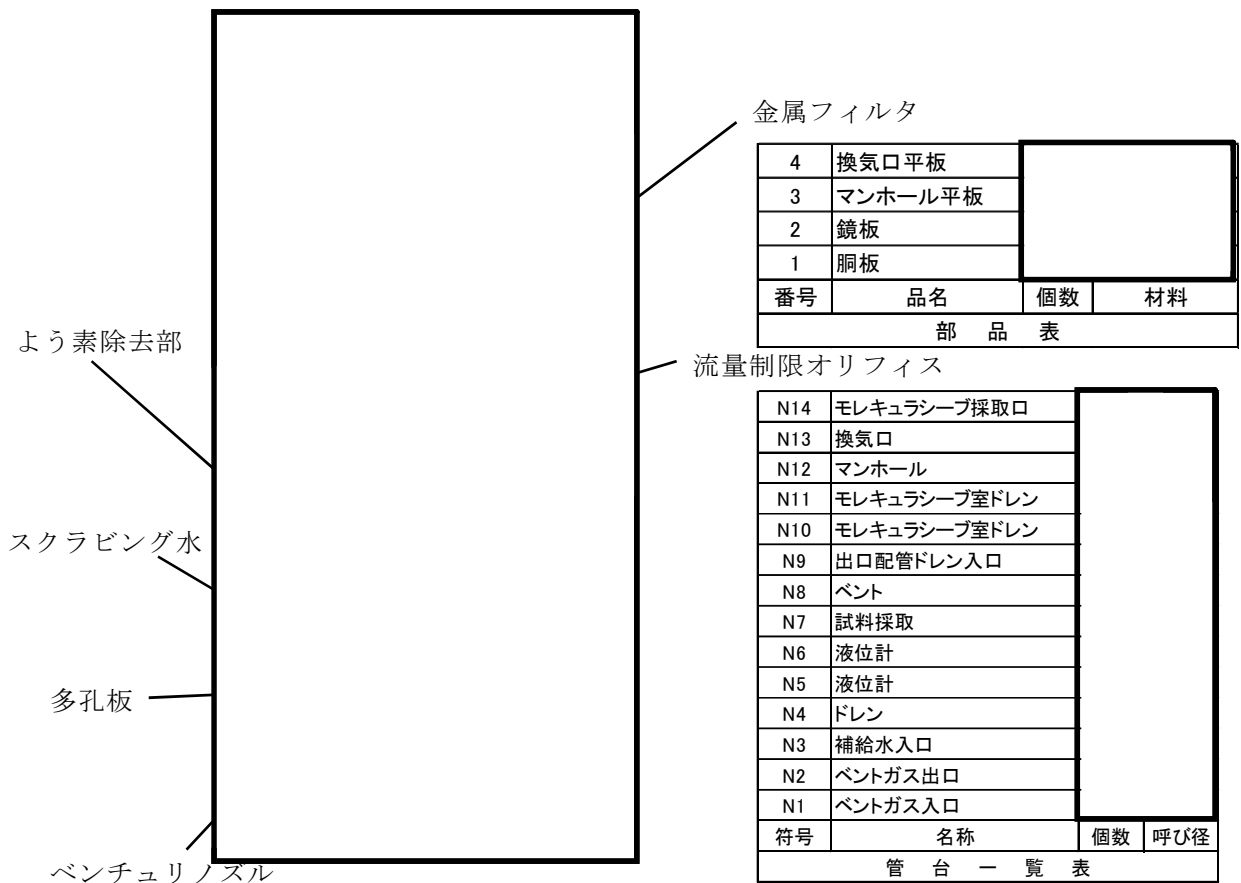 金属フィルタ
4 換気口平板
3 マンホール平板
2 鏡板
1 胴板
番号 品名 個数 材料
部 品 表
よう素除去部
流量制限オリフィス
N14 モレキュラシーブ採取口
N13 換気口
N12 マンホール
N11 モレキュラシーブ室ドレン
N10 モレキュラシーブ室ドレン
スクラビング水
N9 出口配管ドレン入口
N8 ベント
N7 試料採取
N6 液位計
N5 液位計
多孔板
N4 ドレン
N3 補給水入口
N2 ベントガス出口
N1 ベントガス入口
符号 名称 個数 呼び径
管 台 一 覧 表
ベンチュリノズル